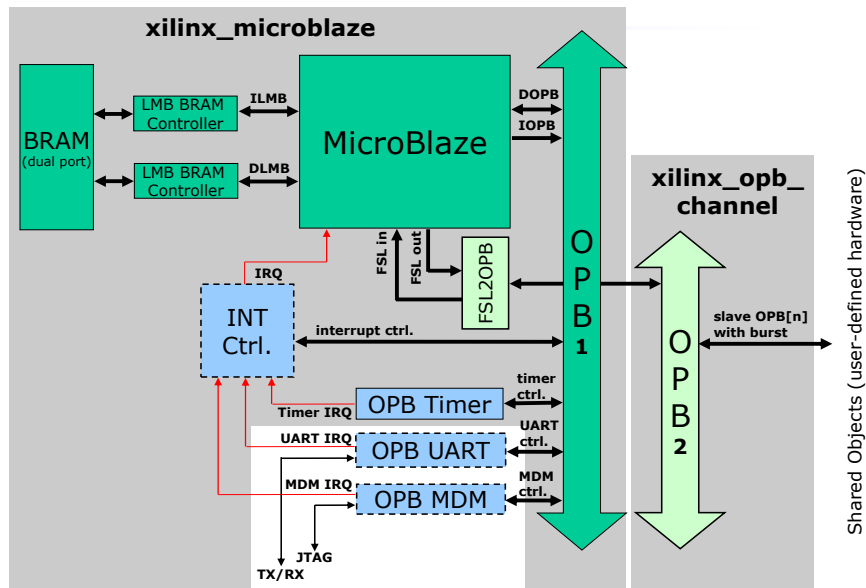 xilinx_microblaze
BRAM
(dual port)
LMB BRAM
Controller
ILMB
LMB BRAM
Controller
DLMB
MicroBlaze
DOPB
IOPB
FSL in
FSL out
FSL2OPB
IRQ
INT
Ctrl.
interrupt ctrl.
OPB
1
timer
ctrl.
OPB Timer
Timer IRQ
UART IRQ
OPB UART
UART
ctrl.
MDM IRQ
OPB MDM
MDM
ctrl.
JTAG
TX/RX
xilinx_opb_
channel
OPB
2
slave OPB[n]
with burst
Shared Objects (user-defined hardware)